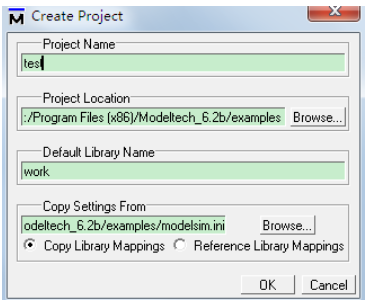 M Create Project
Project Name
test
Project Location
:/Program Files (x86)/Modeltech_6.2b/examples Browse...
Default Library Name
work
Copy Settings From
odeltech_6.2b/examples/modelsim.ini Browse...
Copy Library Mappings Reference Library Mappings
OK Cancel